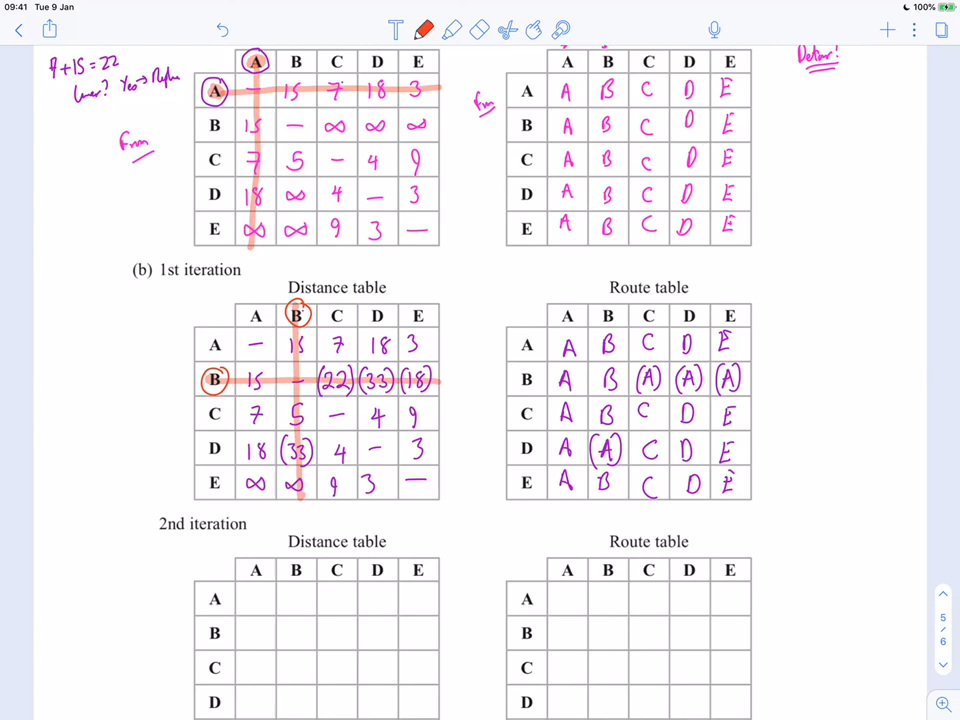 09:41 Tue 9 Jan
100%
9+15=22
Lower? Yes→Replace
Detour!
A B C D E
A – 15 7 18 3
B 15 – ∞ ∞ ∞
C 7 5 – 4 9
D 18 ∞ 4 – 3
E ∞ ∞ 9 3 –
From
From
A B C D E
A A B C D E
B A B C D E
C A B C D E
D A B C D E
E A B C D E
(b) 1st iteration
Distance table
A B C D E
A – 15 7 18 3
B 15 – (22) (33) (18)
C 7 5 – 4 9
D 18 (33) 4 – 3
E ∞ ∞ 9 3 –
Route table
A B C D E
A A B C D E
B A B (A) (A) (A)
C A B C D E
D A (A) C D E
E A B C D E
2nd iteration
Distance table
A B C D E
A
B
C
D
Route table
A B C D E
A
B
C
D
5
/
6